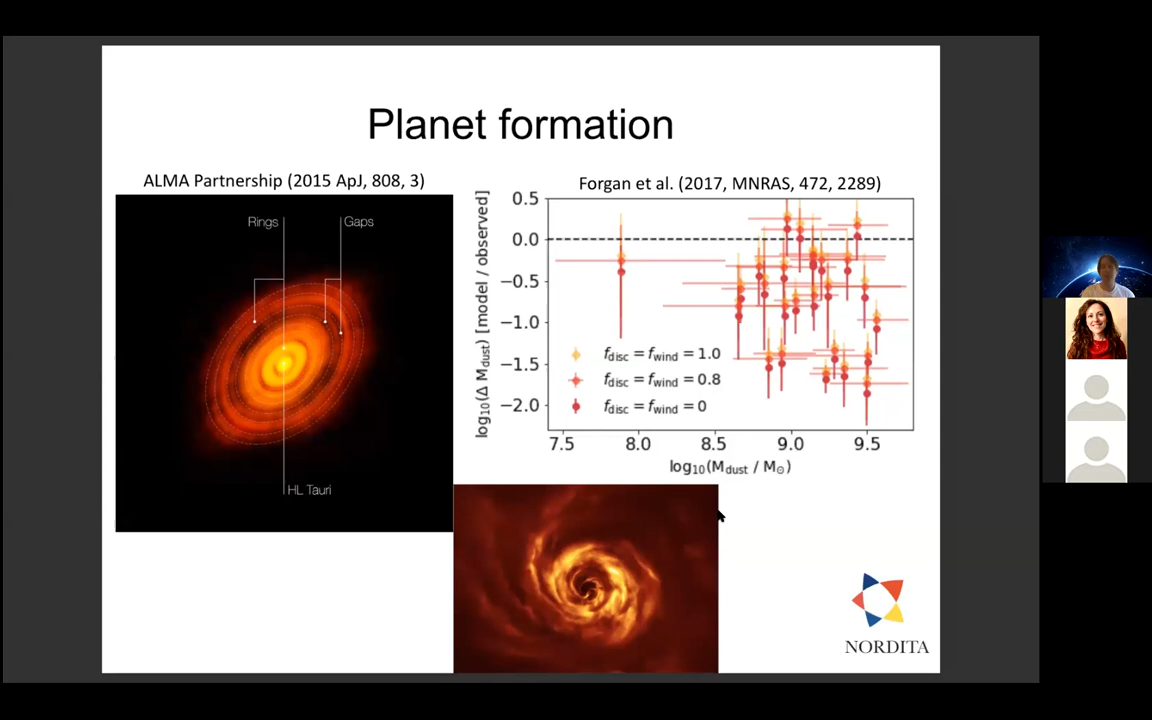 Planet formation
ALMA Partnership (2015 ApJ, 808, 3)
Rings
Gaps
HL Tauri
Forgan et al. (2017, MNRAS, 472, 2289)
log₁₀(Δ M_dust) [model / observed]
0.5
0.0
−0.5
−1.0
−1.5
−2.0
f_disc = f_wind = 1.0
f_disc = f_wind = 0.8
f_disc = f_wind = 0
7.5 8.0 8.5 9.0 9.5
log₁₀(M_dust / M_⊙)
NORDITA